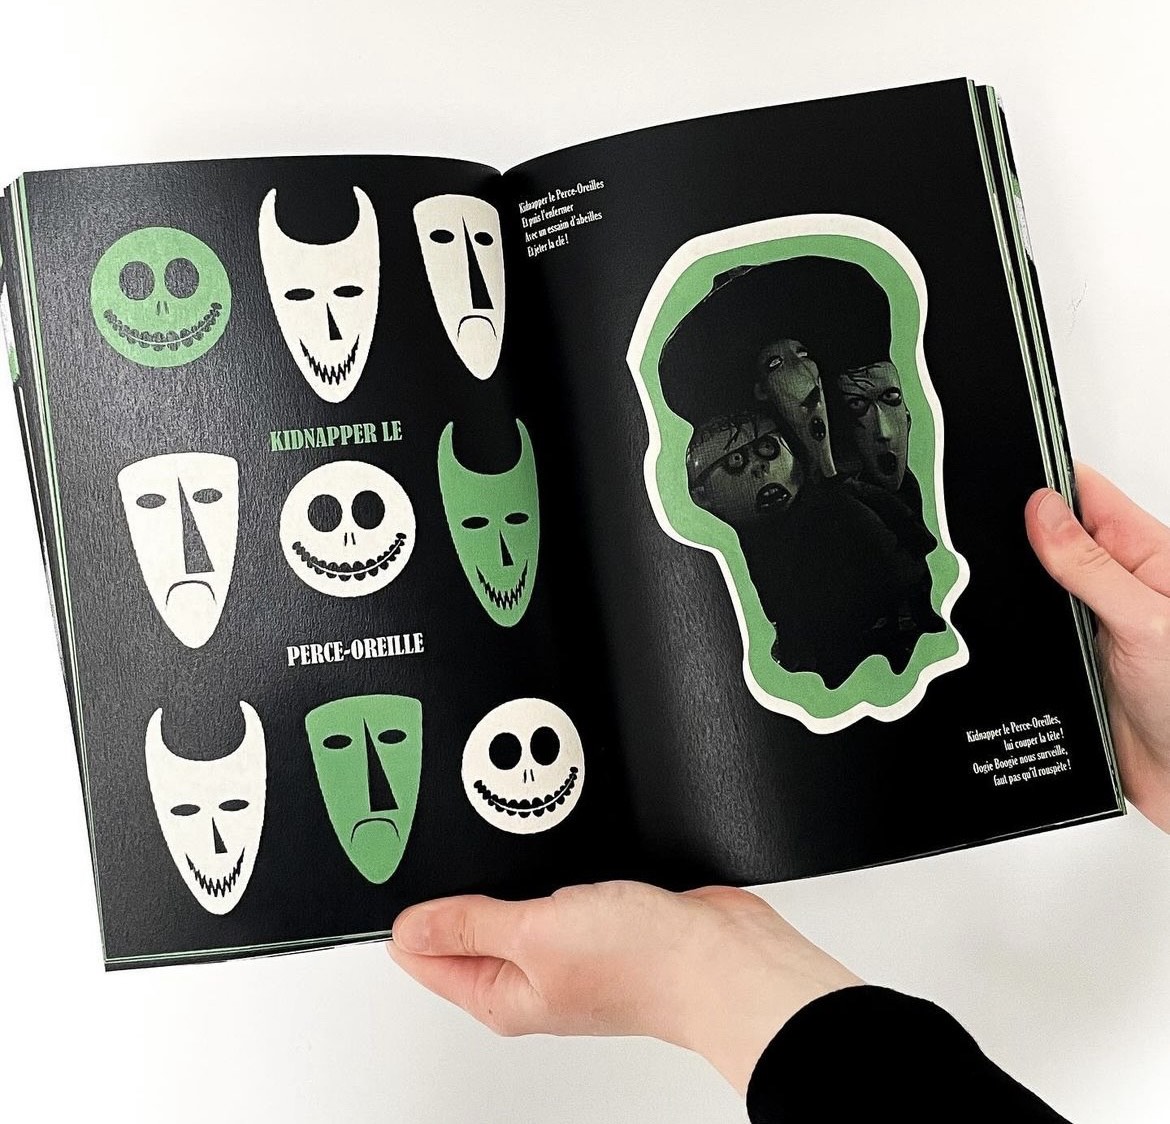 KIDNAPPER LE
PERCE-OREILLE
Kidnapper le Perce-Oreilles
Et puis l'enfermer
Avec un essaim d'abeilles
Et jeter la clé !
Kidnapper le Perce-Oreilles,
lui couper la tête !
Oogie Boogie nous surveille,
faut pas qu'il rouspète !